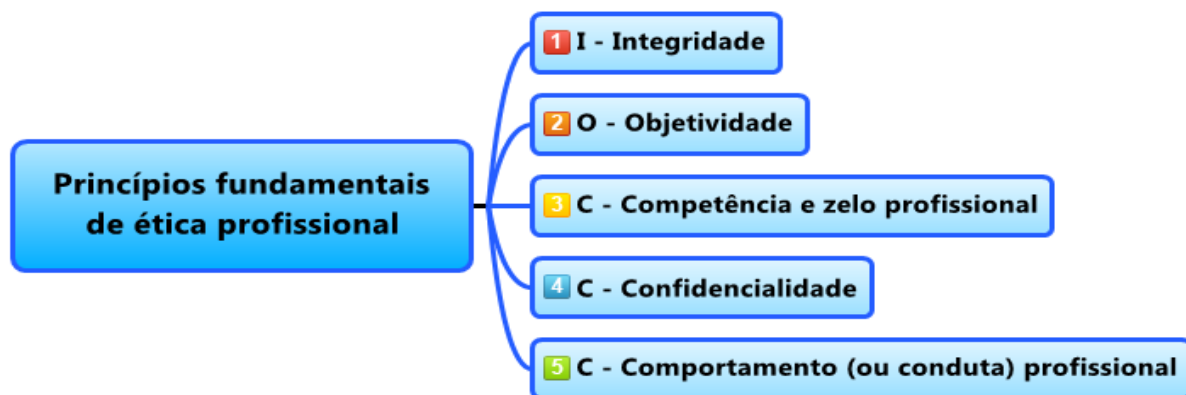 1 I - Integridade
2 O - Objetividade
Princípios fundamentais
de ética profissional
3 C - Competência e zelo profissional
4 C - Confidencialidade
5 C - Comportamento (ou conduta) profissional